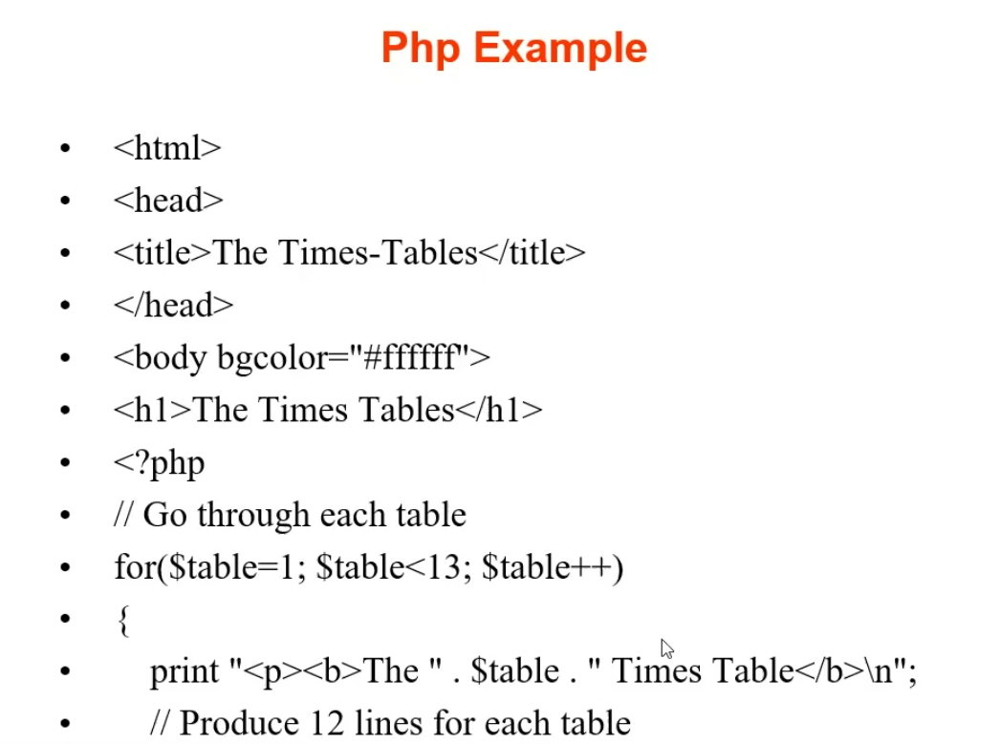 Php Example
• <html>
• <head>
• <title>The Times-Tables</title>
• </head>
• <body bgcolor="#ffffff">
• <h1>The Times Tables</h1>
• <?php
• // Go through each table
• for($table=1; $table<13; $table++)
• {
• print "<p><b>The " . $table . " Times Table</b>\n";
• // Produce 12 lines for each table